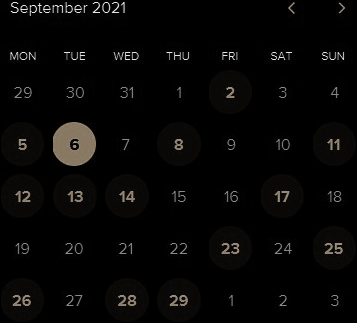 September 2021
MON TUE WED THU FRI SAT SUN
29 30 31 1 2 3 4
5 6 7 8 9 10 11
12 13 14 15 16 17 18
19 20 21 22 23 24 25
26 27 28 29 1 2 3